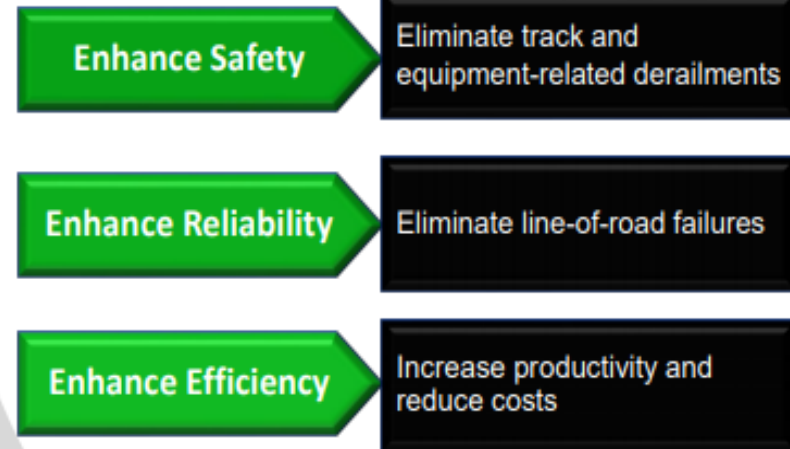 Enhance Safety
Eliminate track and
equipment-related derailments
Enhance Reliability
Eliminate line-of-road failures
Enhance Efficiency
Increase productivity and
reduce costs